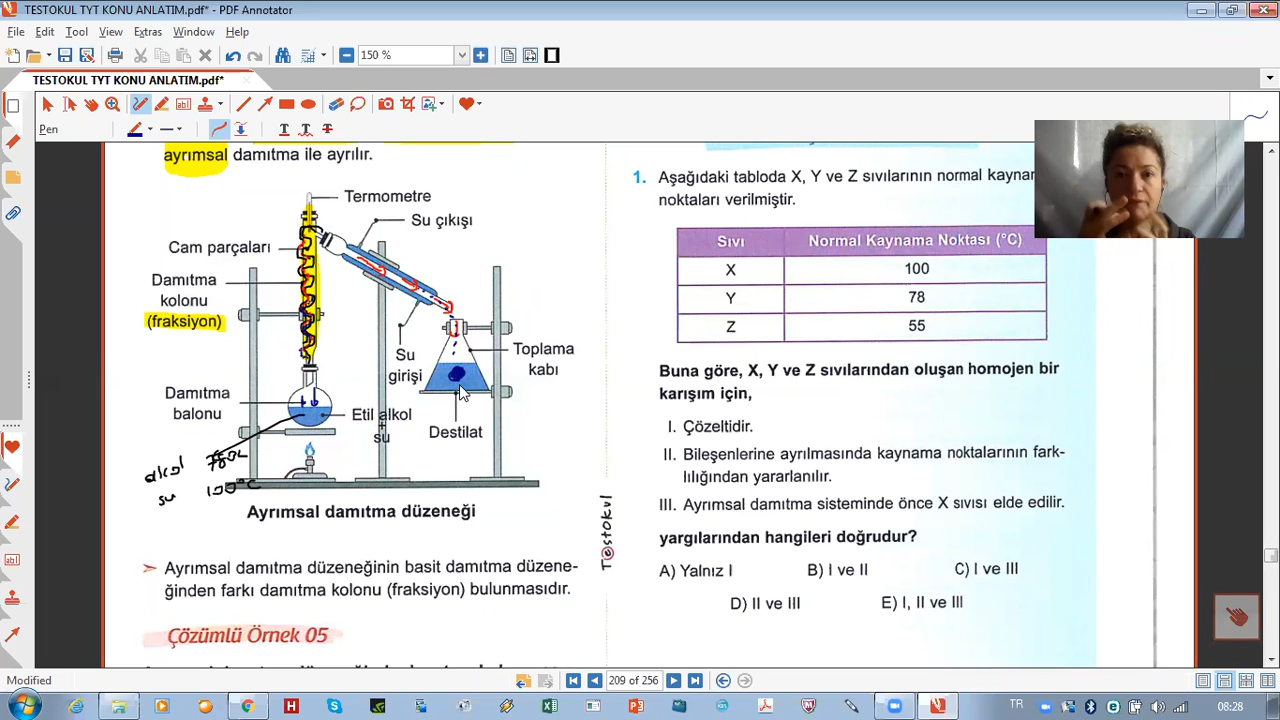 TESTOKUL TYT KONU ANLATIM.pdf* - PDF Annotator
File Edit Tool Extras Window Help
150 %
TESTOKUL TYT KONU ANLATIM.pdf*
Pen
ayrımsal damıtma ile ayrılır.
Termometre
Su çıkışı
Cam parçaları
Damıtma
kolonu
(fraksiyon)
Su
girişi
Toplama
kabı
Damıtma
balonu
Etil alkol
+
su
Destilat
alkol 78°C
su 100°C
Ayrımsal damıtma düzeneği
➢ Ayrımsal damıtma düzeneğinin basit damıtma düzene-
ğinden farkı damıtma kolonu (fraksiyon) bulunmasıdır.
Çözümlü Örnek 05
Testokul
1. Aşağıdaki tabloda X, Y ve Z sıvılarının normal kaynam
noktaları verilmiştir.
Sıvı Normal Kaynama Noktası (°C)
X 100
Y 78
Z 55
Buna göre, X, Y ve Z sıvılarından oluşan homojen bir
karışım için,
I. Çözeltidir.
II. Bileşenlerine ayrılmasında kaynama noktalarının fark-
lılığından yararlanılır.
III. Ayrımsal damıtma sisteminde önce X sıvısı elde edilir.
yargılarından hangileri doğrudur?
A) Yalnız I B) I ve II C) I ve III
D) II ve III E) I, II ve III
Modified
209 of 256
TR
08:28